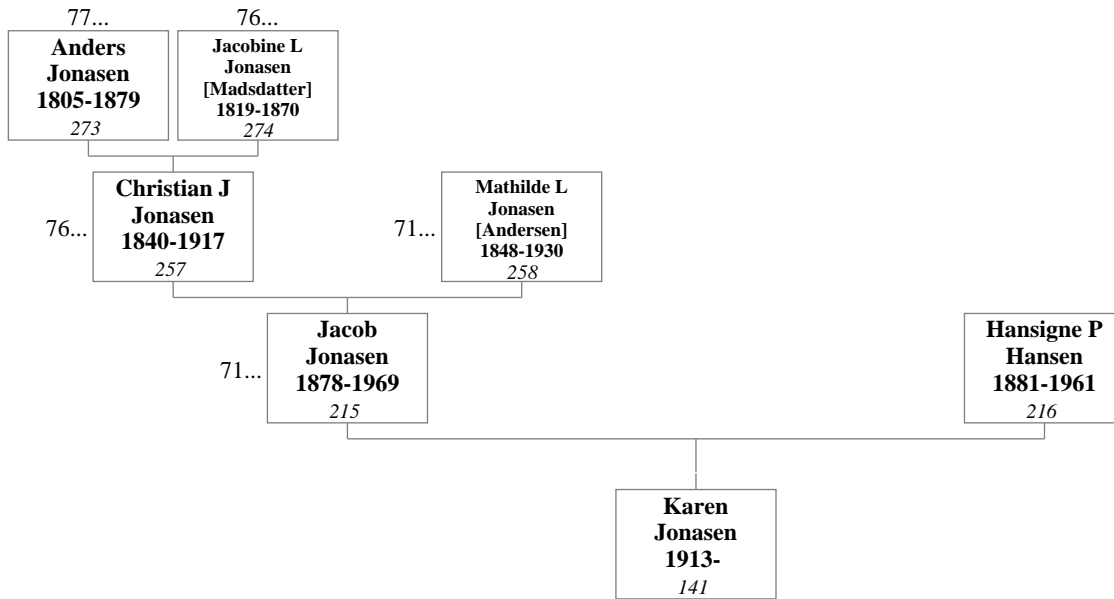 77...
Anders
Jonasen
1805-1879
273
76...
Jacobine L
Jonasen
[Madsdatter]
1819-1870
274
76...
Christian J
Jonasen
1840-1917
257
71...
Mathilde L
Jonasen
[Andersen]
1848-1930
258
71...
Jacob
Jonasen
1878-1969
215
Hansigne P
Hansen
1881-1961
216
Karen
Jonasen
1913-
141